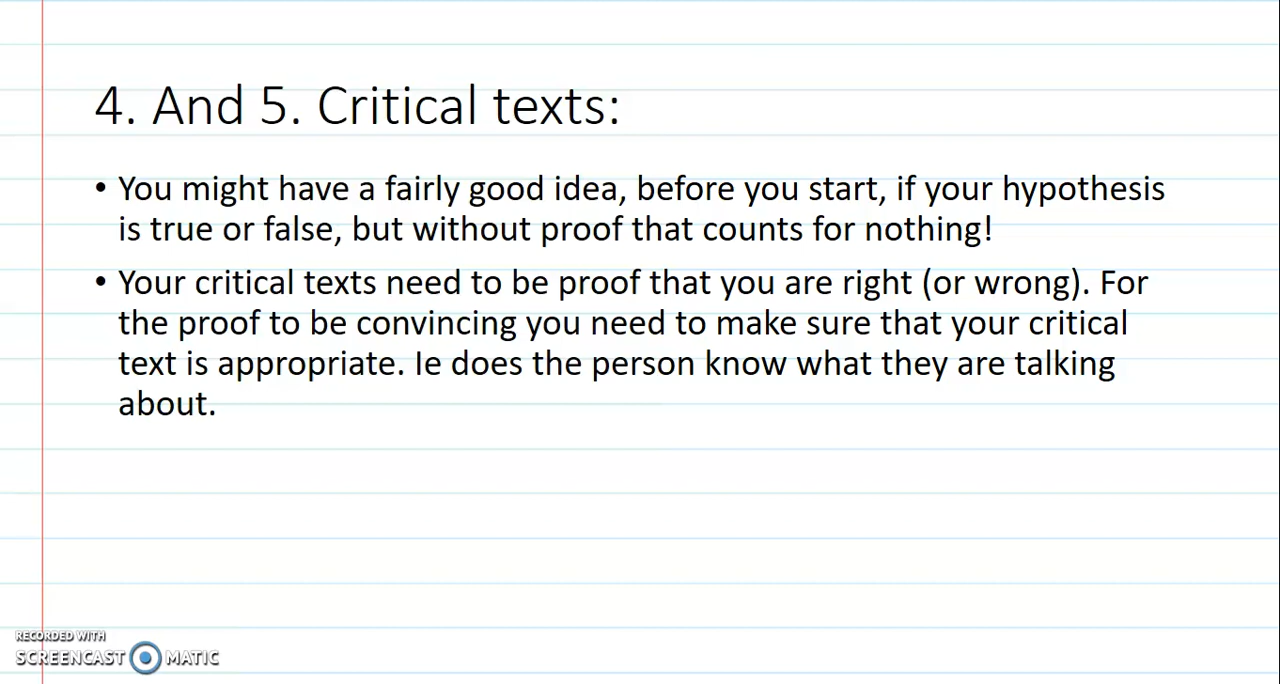 4. And 5. Critical texts:
• You might have a fairly good idea, before you start, if your hypothesis
is true or false, but without proof that counts for nothing!
• Your critical texts need to be proof that you are right (or wrong). For
the proof to be convincing you need to make sure that your critical
text is appropriate. Ie does the person know what they are talking
about.
RECORDED WITH
SCREENCAST MATIC